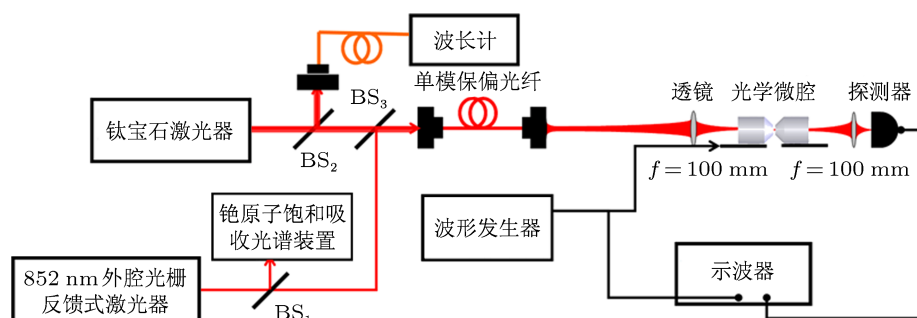 波长计
单模保偏光纤
BS₃
透镜
光学微腔
探测器
钛宝石激光器
BS₂
f = 100 mm
f = 100 mm
铯原子饱和吸
收光谱装置
波形发生器
852 nm 外腔光栅
反馈式激光器
示波器